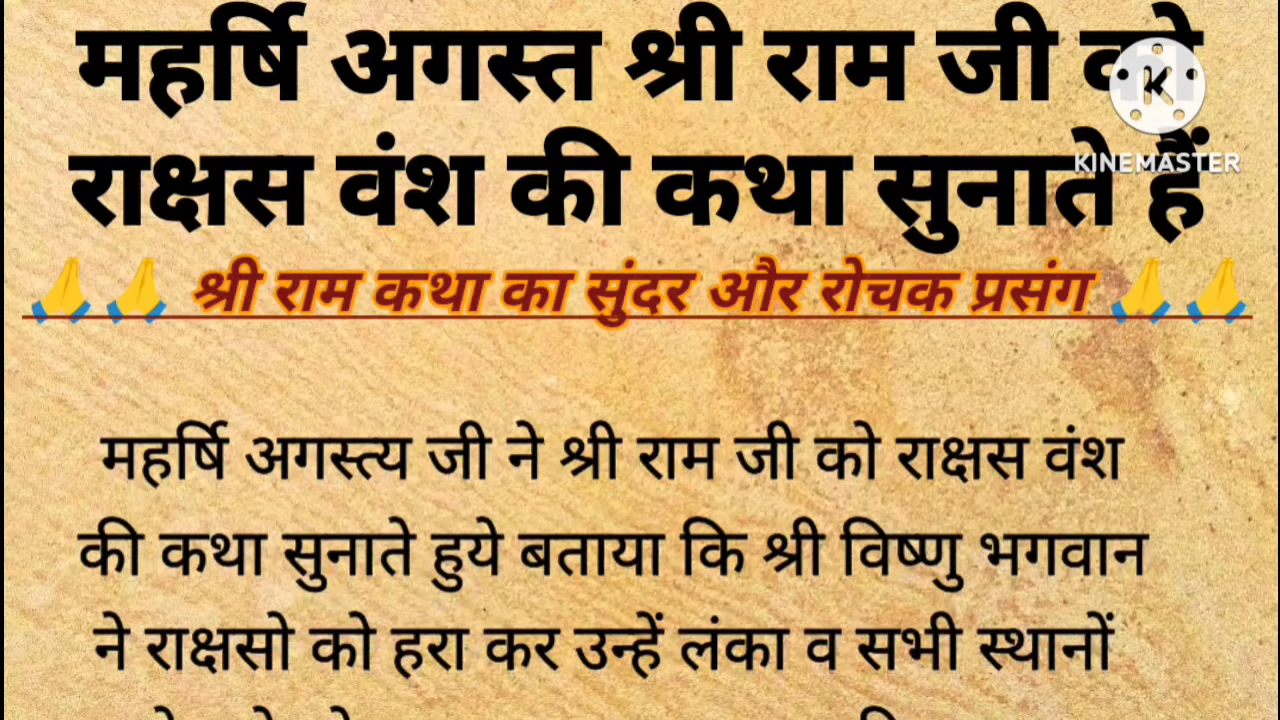 महर्षि अगस्त श्री राम जी को
राक्षस वंश की कथा सुनाते हैं
KINEMASTER
🙏🙏 श्री राम कथा का सुंदर और रोचक प्रसंग 🙏🙏
महर्षि अगस्त्य जी ने श्री राम जी को राक्षस वंश
की कथा सुनाते हुये बताया कि श्री विष्णु भगवान
ने राक्षसो को हरा कर उन्हें लंका व सभी स्थानों